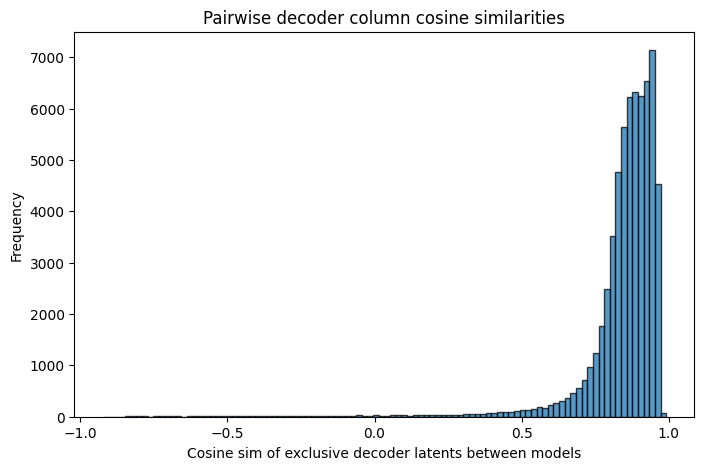 Pairwise decoder column cosine similarities
Frequency
7000
6000
5000
4000
3000
2000
1000
0
−1.0 −0.5 0.0 0.5 1.0
Cosine sim of exclusive decoder latents between models